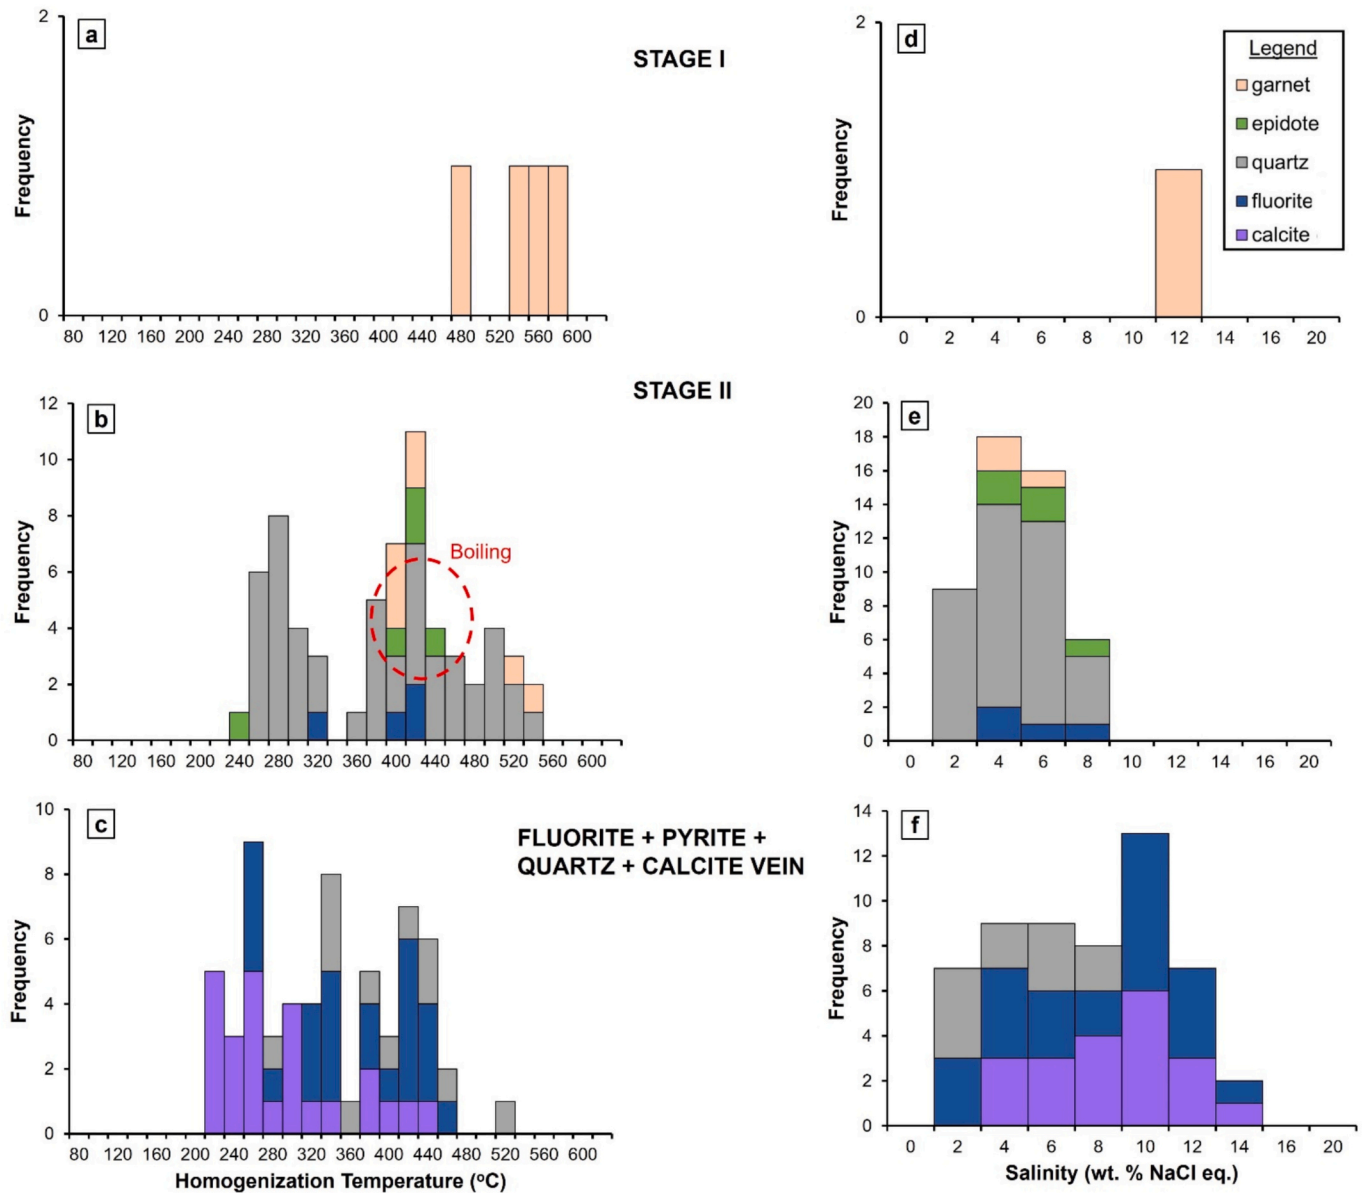 2
a
STAGE I
Frequency
0
80 120 160 200 240 280 320 360 400 440 480 520 560 600
2
d
Frequency
0
0 2 4 6 8 10 12 14 16 20
Legend
garnet
epidote
quartz
fluorite
calcite
STAGE II
12
10
8
6
4
2
0
b
Frequency
Boiling
80 120 160 200 240 280 320 360 400 440 480 520 560 600
20
18
16
14
12
10
8
6
4
2
0
e
Frequency
0 2 4 6 8 10 12 14 16 20
10
8
6
4
2
0
c
Frequency
FLUORITE + PYRITE +
QUARTZ + CALCITE VEIN
80 120 160 200 240 280 320 360 400 440 480 520 560 600
Homogenization Temperature (°C)
14
12
10
8
6
4
2
0
f
Frequency
0 2 4 6 8 10 12 14 16 20
Salinity (wt. % NaCl eq.)